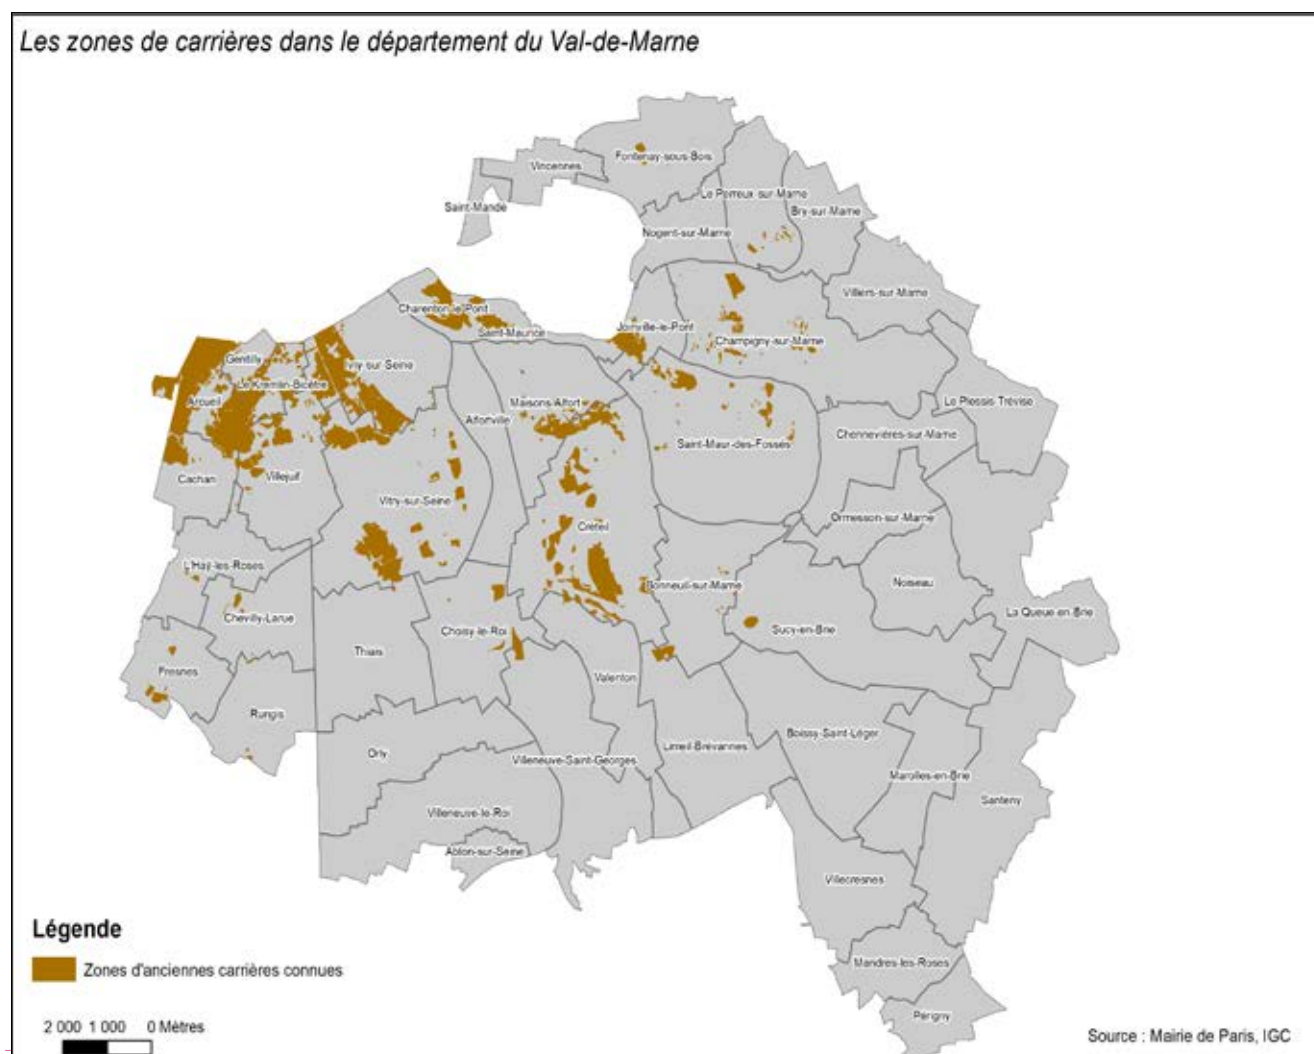 Les zones de carrières dans le département du Val-de-Marne
Fontenay-sous-Bois
Vincennes
Saint-Mandé
Le Perreux sur Marne
Bry-sur-Marne
Nogent-sur-Marne
Villiers-sur-Marne
Charenton-le-Pont
Saint-Maurice
Joinville-le-Pont
Champigny-sur-Marne
Gentilly
Ivry sur Seine
Le Kremlin-Bicêtre
Arcueil
Maisons-Alfort
Alfortville
Le Plessis Trévise
Saint-Maur-des-Fossés
Chennevières-sur-Marne
Cachan
Villejuif
Vitry-sur-Seine
Créteil
Ormesson-sur-Marne
L'Haÿ-les-Roses
Bonneuil-sur-Marne
Noiseau
La Queue-en-Brie
Chevilly-Larue
Choisy-le-Roi
Sucy-en-Brie
Thiais
Fresnes
Valenton
Rungis
Orly
Villeneuve-Saint-Georges
Limeil-Brévannes
Boissy-Saint-Léger
Marolles-en-Brie
Santeny
Villeneuve-le-Roi
Ablon-sur-Seine
Villecresnes
Mandres-les-Roses
Périgny
Légende
Zones d'anciennes carrières connues
2 000 1 000 0 Mètres
Source : Mairie de Paris, IGC